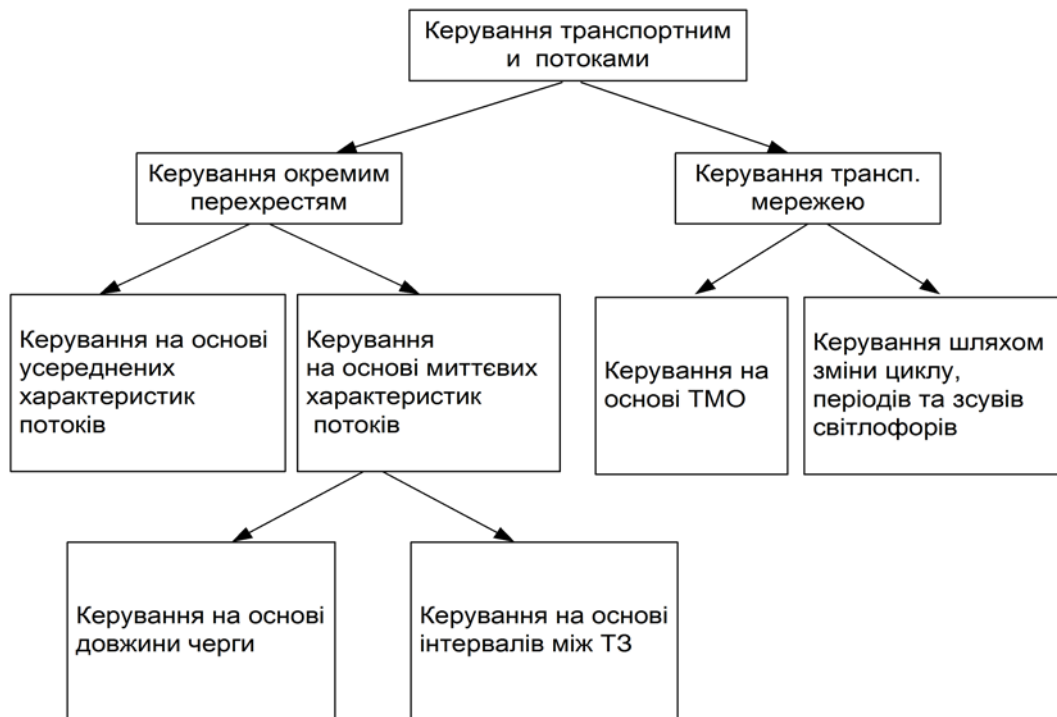 Керування транспортним
и потоками
Керування окремим
перехрестям
Керування трансп.
мережею
Керування на основі
усереднених
характеристик
потоків
Керування
на основі миттєвих
характеристик
потоків
Керування на
основі ТМО
Керування шляхом
зміни циклу,
періодів та зсувів
світлофорів
Керування на основі
довжини черги
Керування на основі
інтервалів між ТЗ